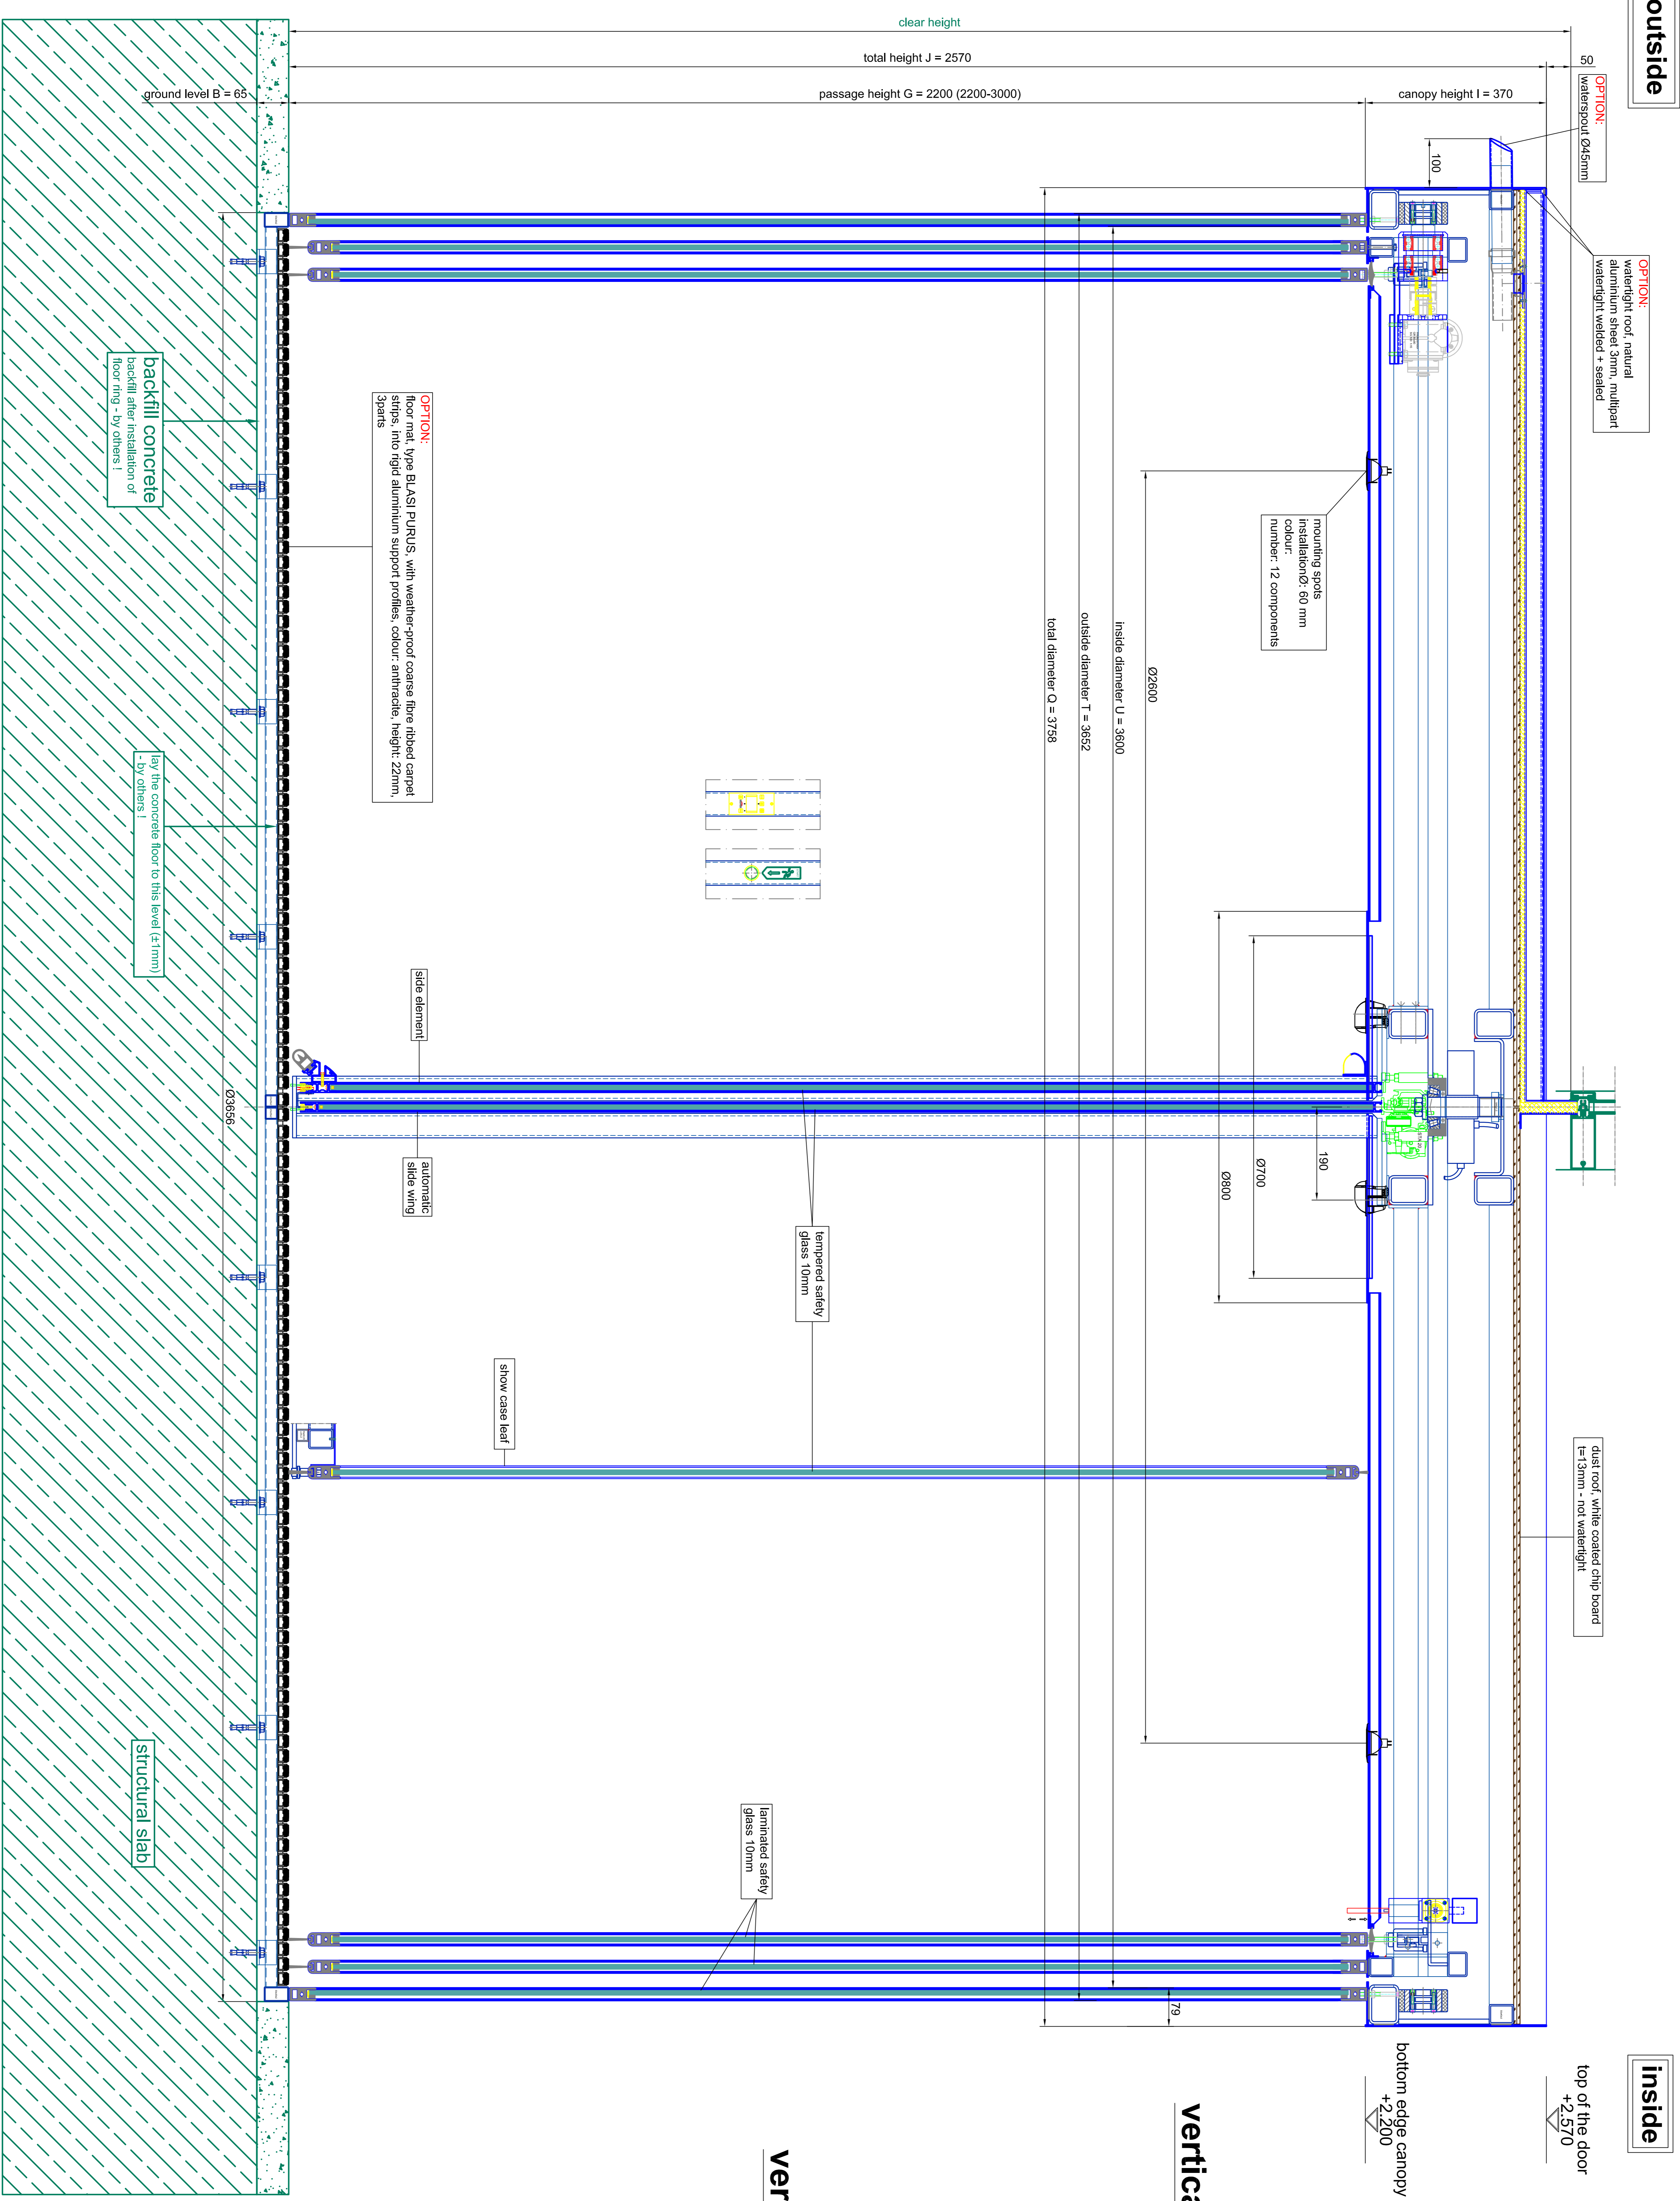 outside
inside
clear height
total height J = 2570
50
ground level B = 65
passage height G = 2200 (2200-3000)
canopy height I = 370
OPTION:
waterspout Ø45mm
100
OPTION:
watertight roof, natural
aluminium sheet 3mm, multipart
watertight welded + sealed
dust roof, white coated chip board
t=13mm - not watertight
top of the door
+2.570
bottom edge canopy
+2.200
mounting spots
installationØ: 60 mm
colour:
number: 12 components
190
Ø700
Ø800
Ø2600
inside diameter U = 3600
outside diameter T = 3652
total diameter Q = 3758
79
tempered safety
glass 10mm
laminated safety
glass 10mm
show case leaf
side element
automatic
slide wing
OPTION:
floor mat, type BLASI PURUS, with weather-proof coarse fibre ribbed carpet
strips, into rigid aluminium support profiles, colour: anthracite, height: 22mm,
3parts
Ø3656
backfill concrete
backfill after installation of
floor ring - by others !
lay the concrete floor to this level (±1mm)
- by others !
structural slab
vertica
ver